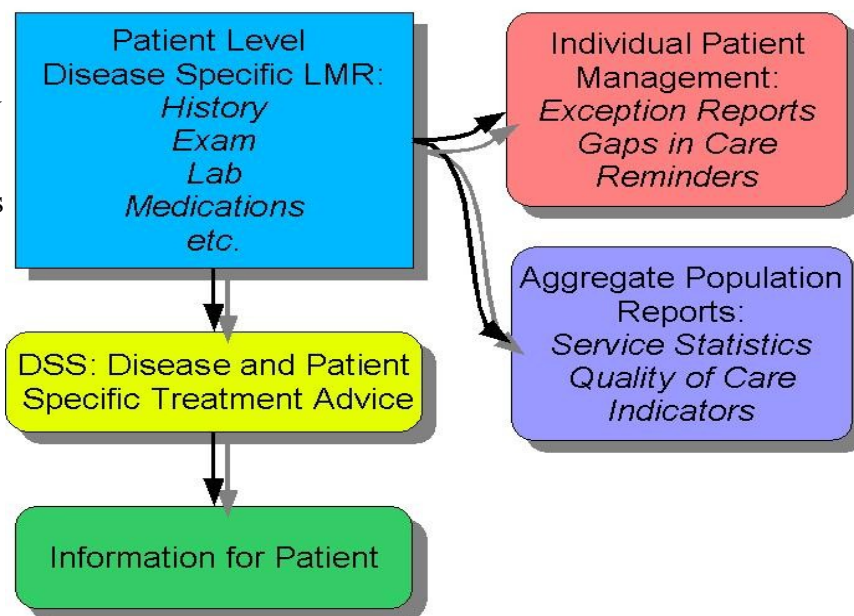 Patient Level
Disease Specific LMR:
History
Exam
Lab
Medications
etc.
Individual Patient
Management:
Exception Reports
Gaps in Care
Reminders
Aggregate Population
Reports:
Service Statistics
Quality of Care
Indicators
DSS: Disease and Patient
Specific Treatment Advice
Information for Patient